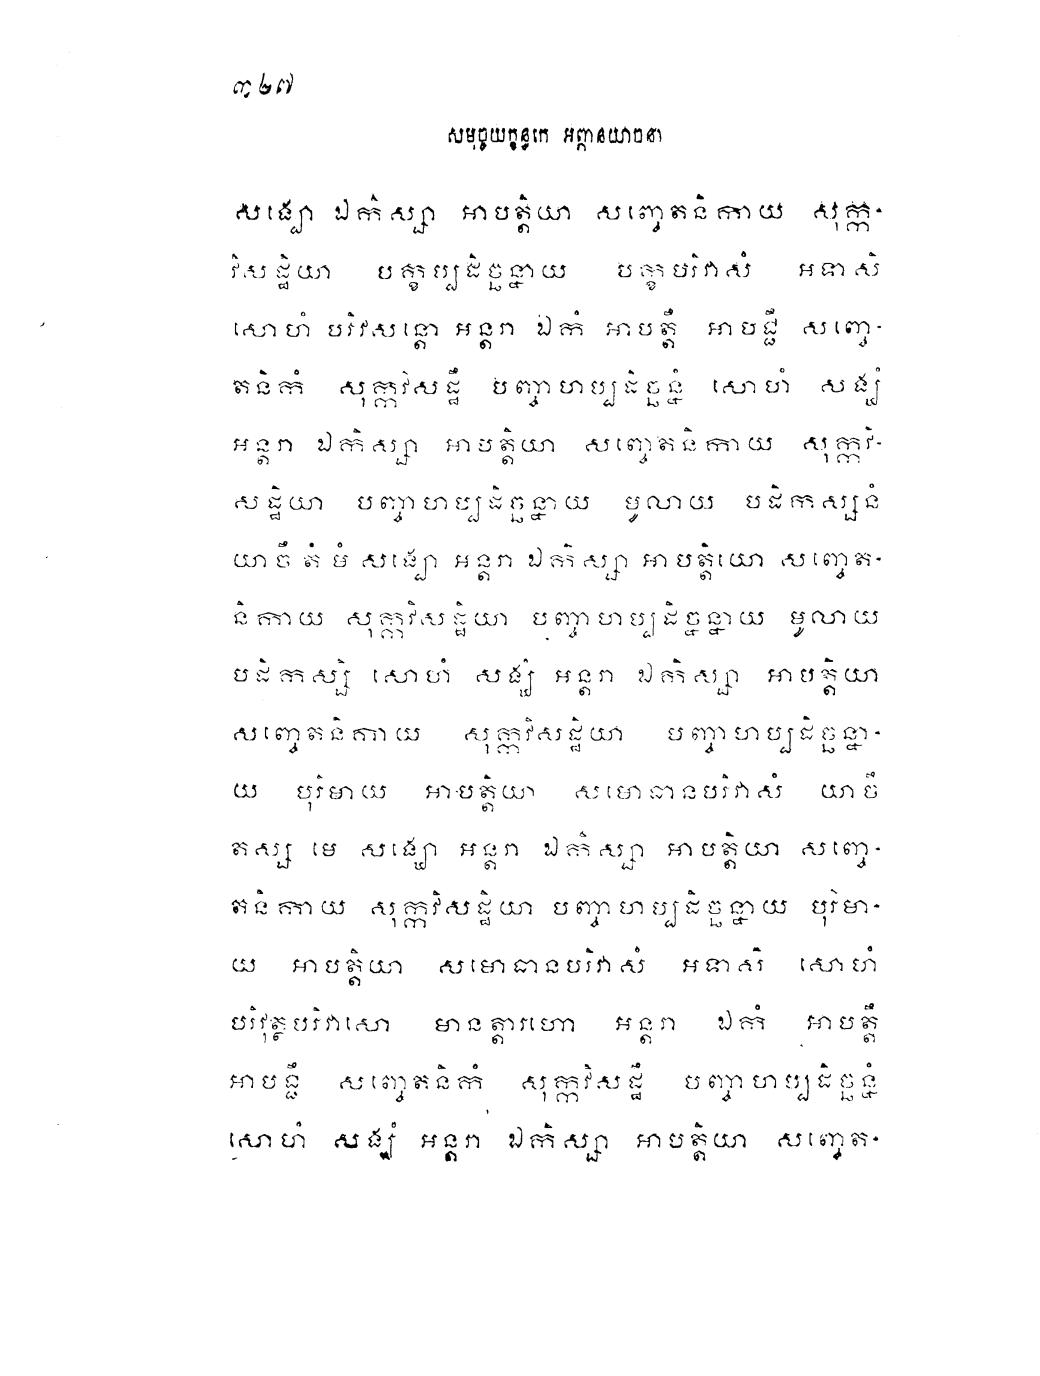 ៣២៧
សមុច្ចយក្ខន្ធកេ អព្ភានយាចនា
សង្ឃោ ឯកិស្សា អាបត្តិយា សញ្ចេតនិកាយ សុក្ក-
វិសដ្ឋិយា បក្ខប្បដិច្ឆន្នាយ បក្ខបរិវាសំ អទាសិ
សោហំ បរិវសន្តោ អន្តរា ឯកំ អាបត្តឹ អាបជ្ជឹ សញ្ចេ-
តនិកំ សុក្កវិសដ្ឋឹ បញ្ចាហប្បដិច្ឆន្នំ សោហំ សង្ឃំ
អន្តរា ឯកិស្សា អាបត្តិយា សញ្ចេតនិកាយ សុក្កវិ-
សដ្ឋិយា បញ្ចាហប្បដិច្ឆន្នាយ មូលាយ បដិកស្សនំ
យាចឹ តំ មំ សង្ឃោ អន្តរា ឯកិស្សា អាបត្តិយោ សញ្ចេត-
និកាយ សុក្កវិសដ្ឋិយា បញ្ចាហប្បដិច្ឆន្នាយ មូលាយ
បដិកស្សិ សោហំ សង្ឃំ អន្តរា ឯកិស្សា អាបត្តិយា
សញ្ចេតនិកាយ សុក្កវិសដ្ឋិយា បញ្ចាហប្បដិច្ឆន្នា-
យ បុរិមាយ អាបត្តិយា សមោធានបរិវាសំ យាចឹ
តស្ស មេ សង្ឃោ អន្តរា ឯកិស្សា អាបត្តិយា សញ្ចេ-
តនិកាយ សុក្កវិសដ្ឋិយា បញ្ចាហប្បដិច្ឆន្នាយ បុរិមា-
យ អាបត្តិយា សមោធានបរិវាសំ អទាសិ សោហំ
បរិវុត្ថបរិវាសោ មានត្តារហោ អន្តរា ឯកំ អាបត្តឹ
អាបជ្ជឹ សញ្ចេតនិកំ សុក្កវិសដ្ឋឹ បញ្ចាហប្បដិច្ឆន្នំ
សោហំ សង្ឃំ អន្តរា ឯកិស្សា អាបត្តិយា សញ្ចេត-